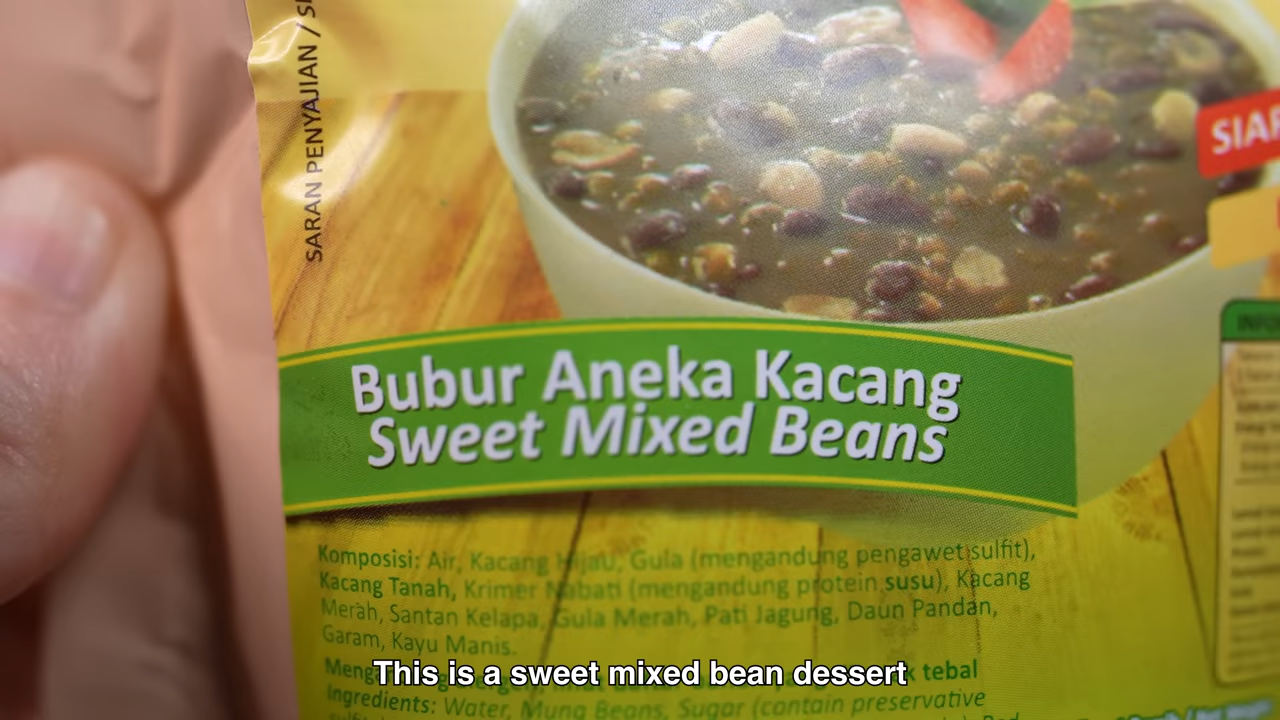 SARAN PENYAJIAN /
SIAP
Bubur Aneka Kacang
Sweet Mixed Beans
Komposisi: Air, Kacang Hijau, Gula (mengandung pengawet sulfit),
Kacang Tanah, Krimer Nabati (mengandung protein susu), Kacang
Merah, Santan Kelapa, Gula Merah, Pati Jagung, Daun Pandan,
Garam, Kayu Manis.
tebal
This is a sweet mixed bean dessert
Ingredients: Water, Mung Beans, Sugar (contain preservative